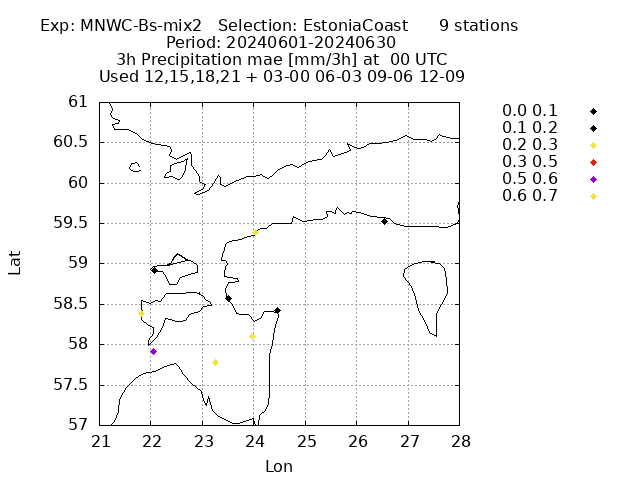 Exp: MNWC-Bs-mix2   Selection: EstoniaCoast      9 stations
Period: 20240601-20240630
3h Precipitation mae [mm/3h] at  00 UTC
Used 12,15,18,21 + 03-00 06-03 09-06 12-09
0.0 0.1
0.1 0.2
0.2 0.3
0.3 0.5
0.5 0.6
0.6 0.7
61
60.5
60
59.5
59
58.5
58
57.5
57
Lat
21 22 23 24 25 26 27 28
Lon